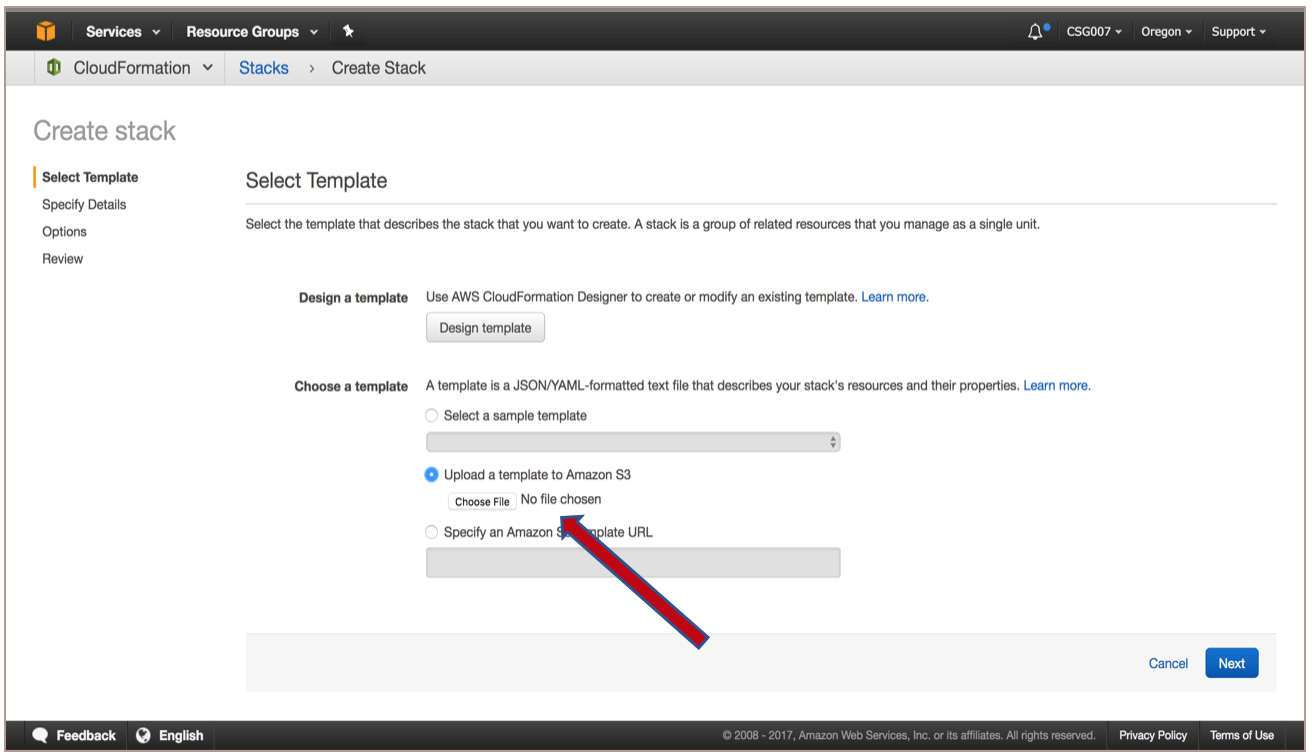 Services Resource Groups CSG007 Oregon Support
CloudFormation Stacks › Create Stack
Create stack
Select Template
Specify Details
Options
Review
Select Template
Select the template that describes the stack that you want to create. A stack is a group of related resources that you manage as a single unit.
Design a template Use AWS CloudFormation Designer to create or modify an existing template. Learn more.
Design template
Choose a template A template is a JSON/YAML-formatted text file that describes your stack's resources and their properties. Learn more.
Select a sample template
Upload a template to Amazon S3
Choose File No file chosen
Specify an Amazon URL
Cancel Next
Feedback English © 2008 - 2017, Amazon Web Services, Inc. or its affiliates. All rights reserved. Privacy Policy Terms of Use